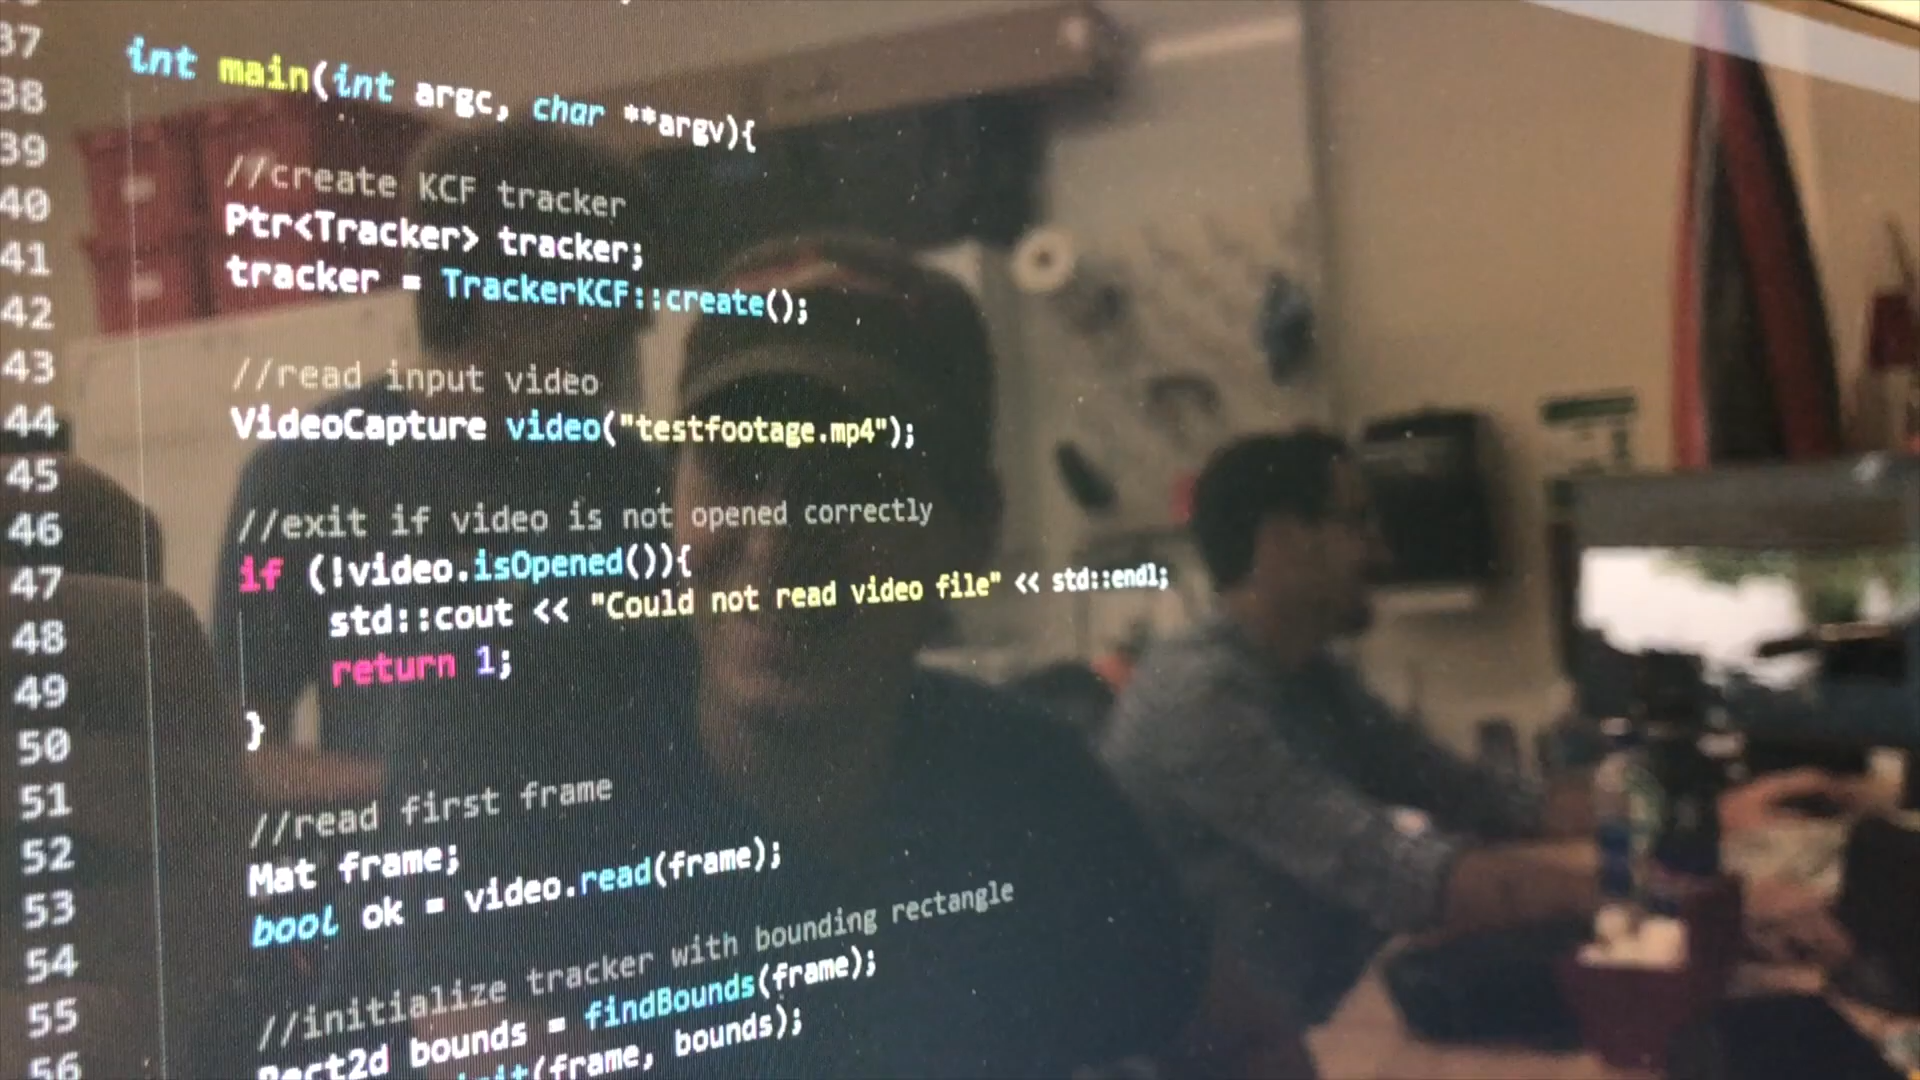 37
38 int main(int argc, char **argv){
39
40 //create KCF tracker
41 Ptr<Tracker> tracker;
42 tracker = TrackerKCF::create();
43
44 //read input video
45 VideoCapture video("testfootage.mp4");
46
47 //exit if video is not opened correctly
48 if (!video.isOpened()){
49 std::cout << "Could not read video file" << std::endl;
50 return 1;
51 }
52
53 //read first frame
54 Mat frame;
55 bool ok = video.read(frame);
56
//initialize tracker with bounding rectangle
Rect2d bounds = findBounds(frame);
(frame, bounds);